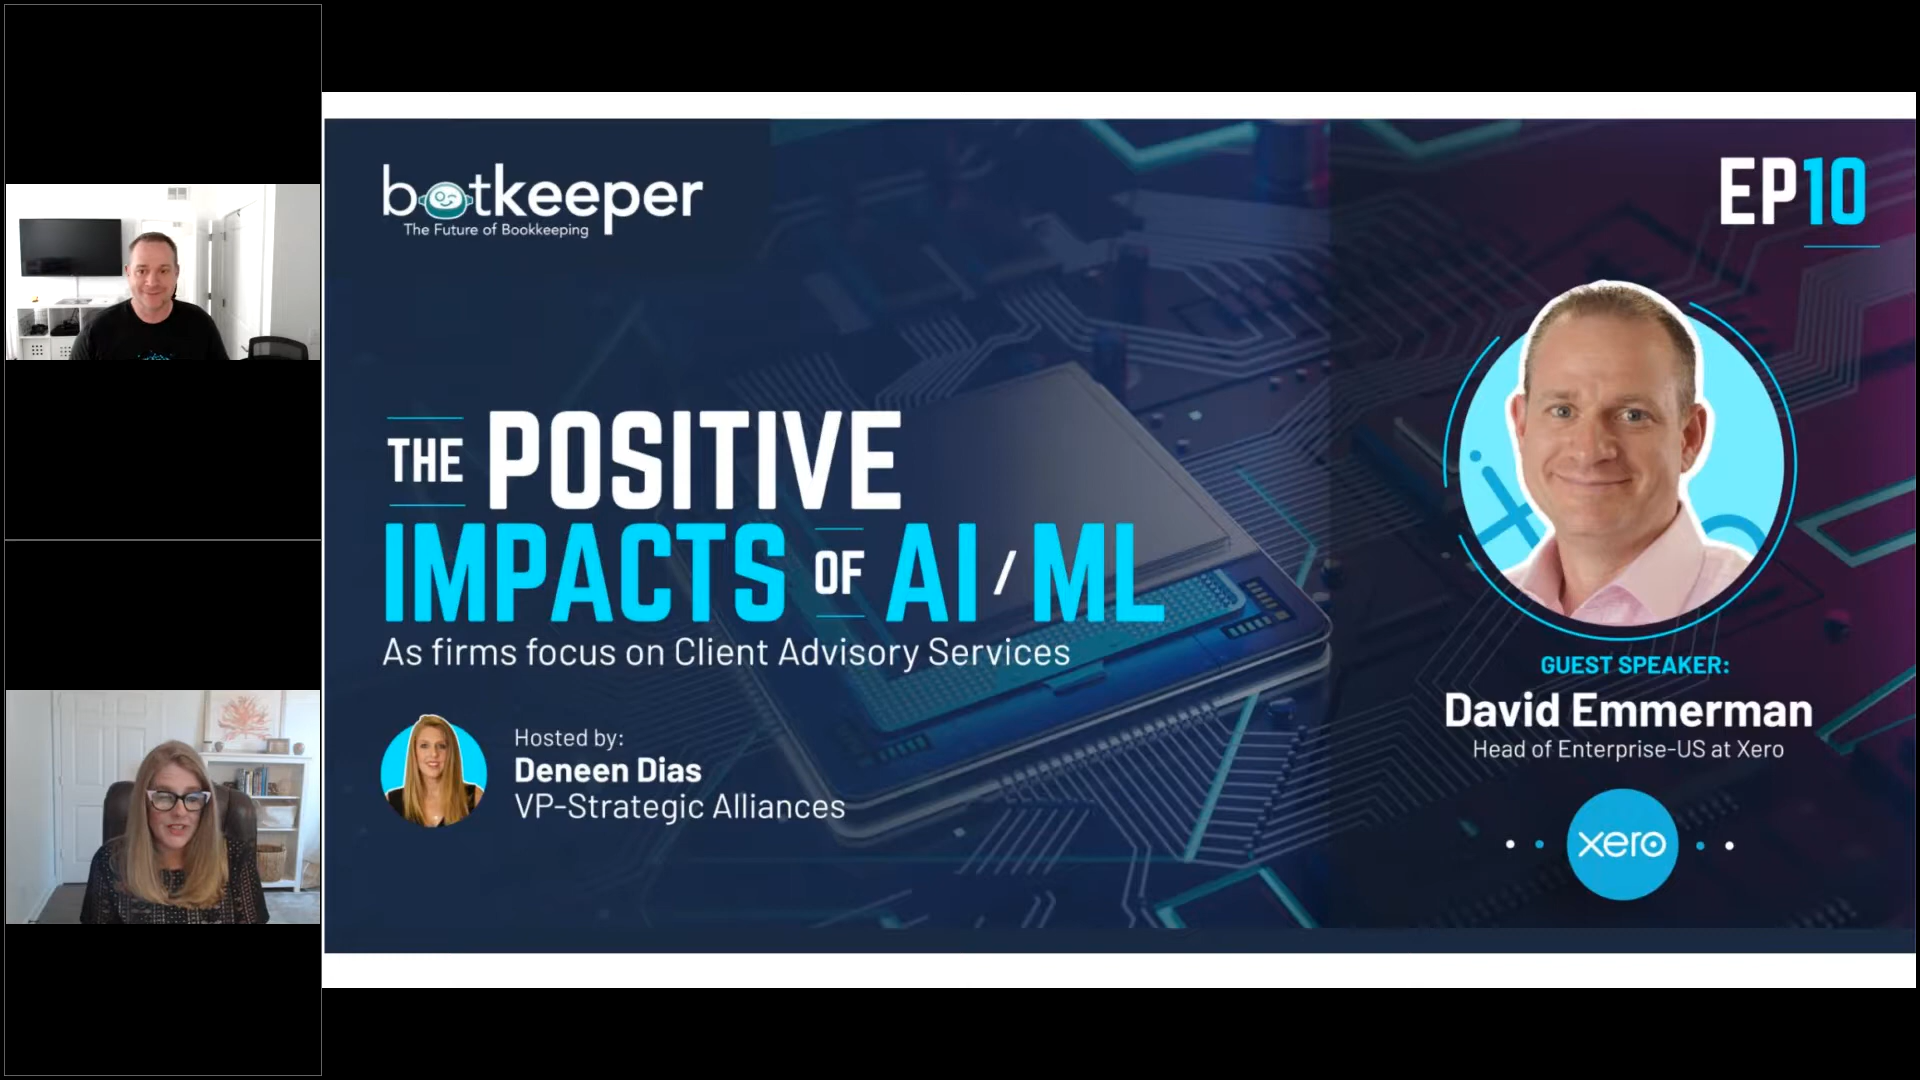 botkeeper
The Future of Bookkeeping
EP10
THE POSITIVE
IMPACTS OF AI/ML
As firms focus on Client Advisory Services
Hosted by:
Deneen Dias
VP-Strategic Alliances
GUEST SPEAKER:
David Emmerman
Head of Enterprise-US at Xero
xero